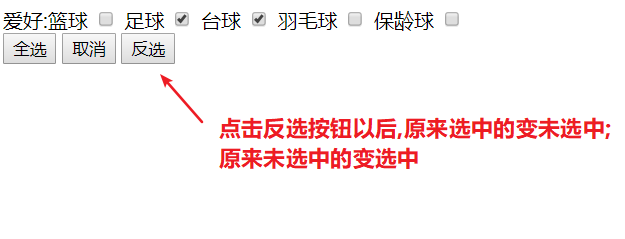 爱好:篮球 足球 台球 羽毛球 保龄球
全选 取消 反选
点击反选按钮以后,原来选中的变未选中;
原来未选中的变选中